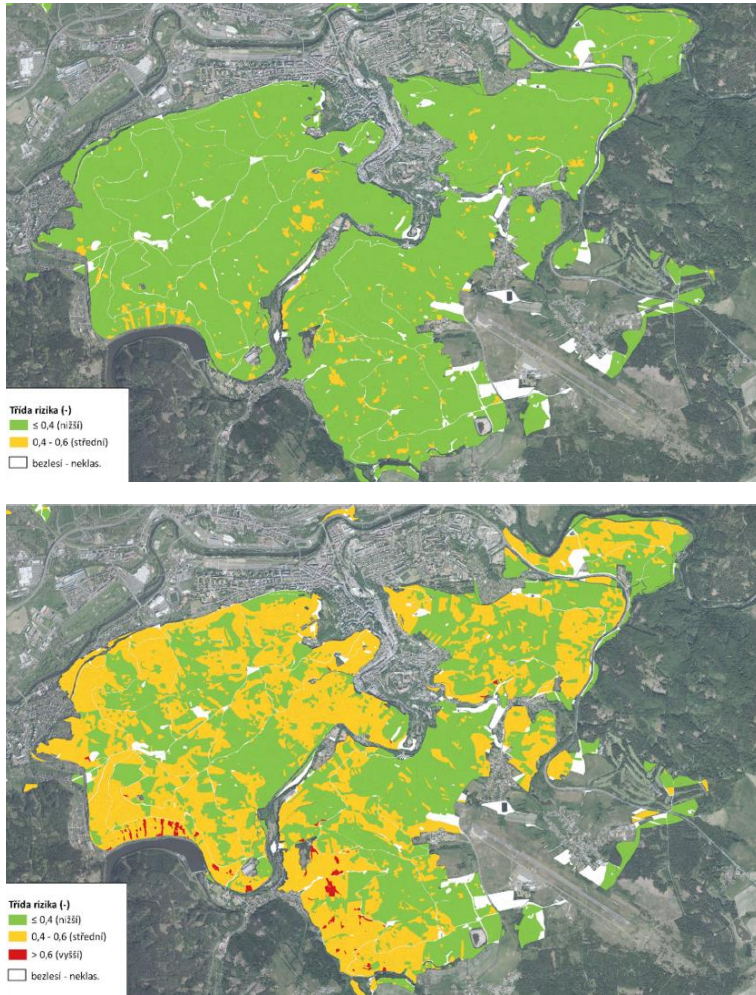 Třída rizika (-)
≤ 0,4 (nižší)
0,4 - 0,6 (střední)
bezlesí - neklas.
Třída rizika (-)
≤ 0,4 (nižší)
0,4 - 0,6 (střední)
> 0,6 (vyšší)
bezlesí - neklas.